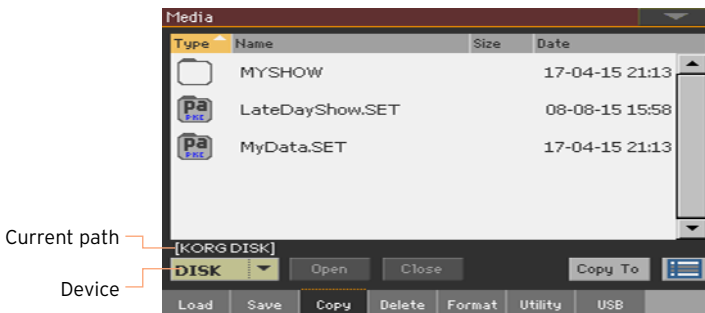 Media
Type Name Size Date
MYSHOW 17-04-15 21:13
Pa PKG LateDayShow.SET 08-08-15 15:58
Pa PKG MyData.SET 17-04-15 21:13
Current path
[KORG DISK]
Device
DISK Open Close Copy To
Load Save Copy Delete Format Utility USB